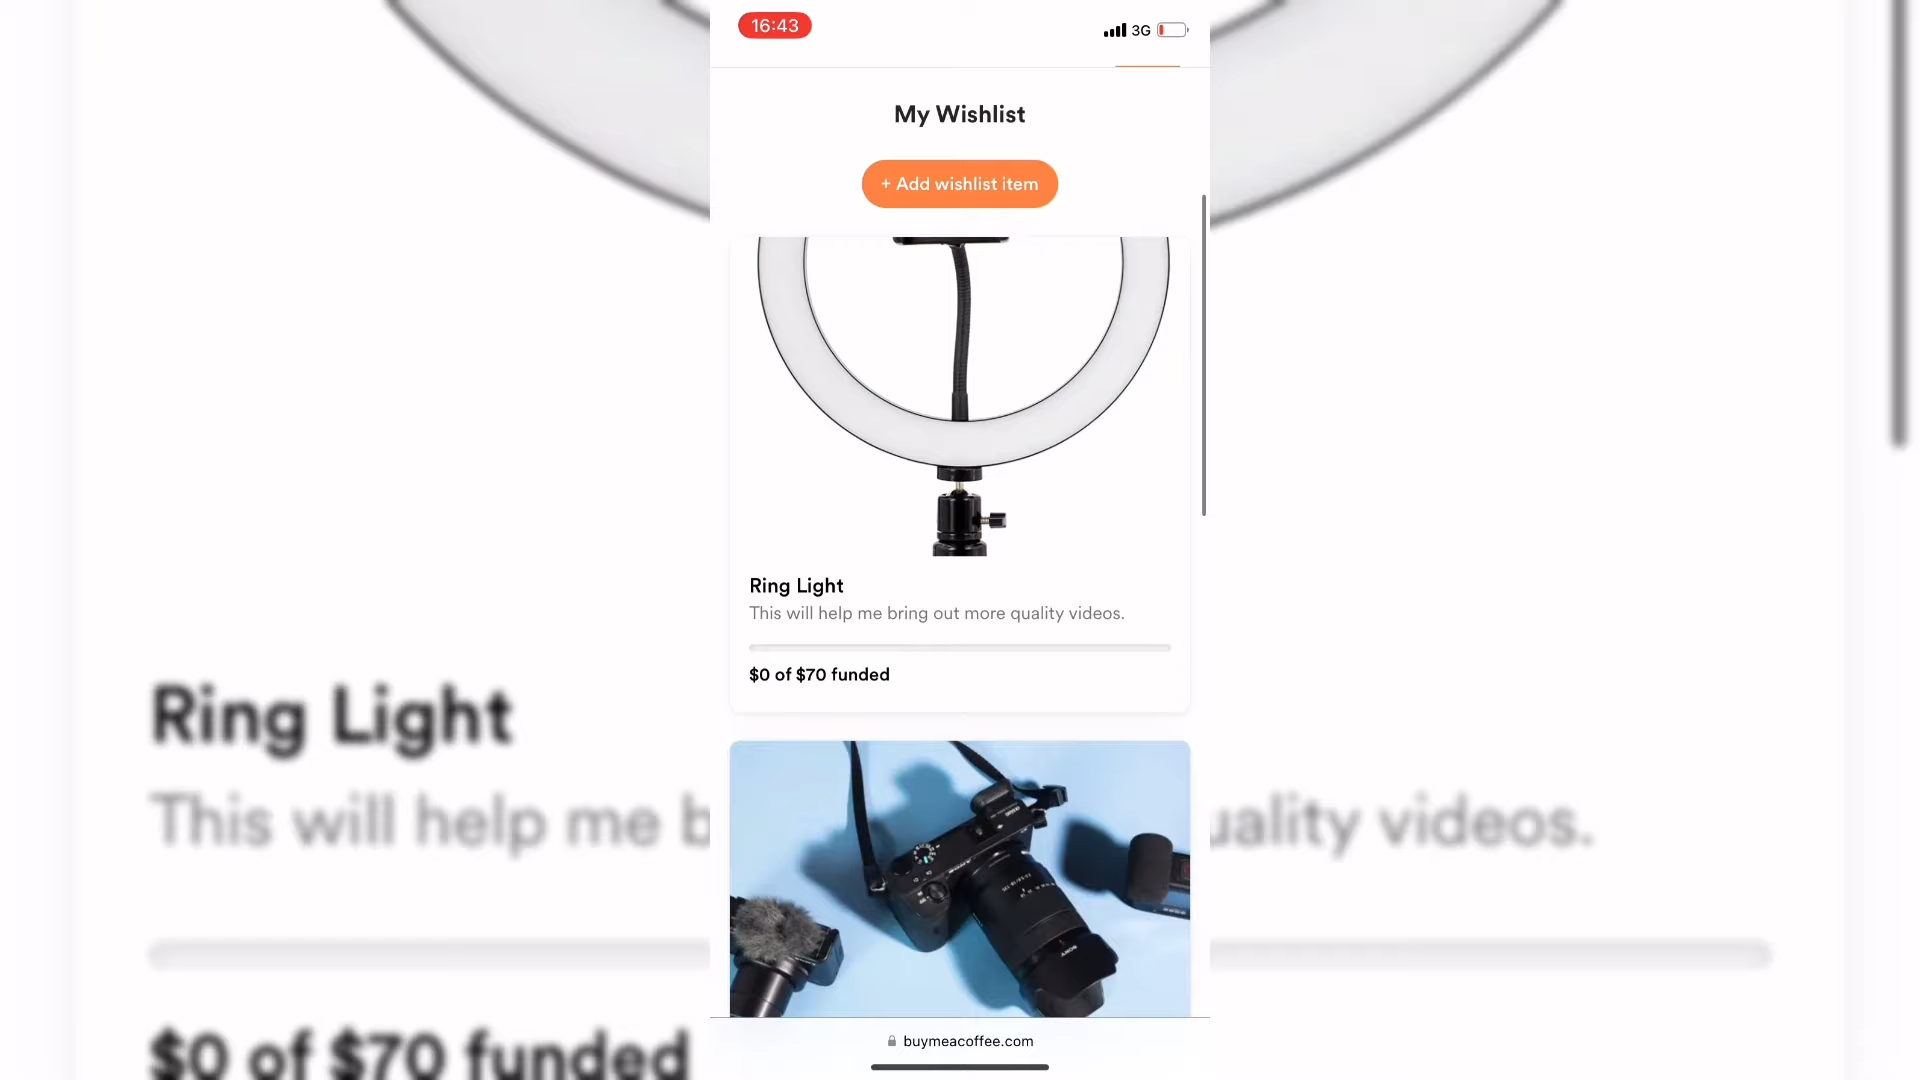 16:43
3G
My Wishlist
+ Add wishlist item
Ring Light
This will help me bring out more quality videos.
$0 of $70 funded
SONY
buymeacoffee.com
Ring Light
This will help me b
uality videos.
$0 of $70 funded